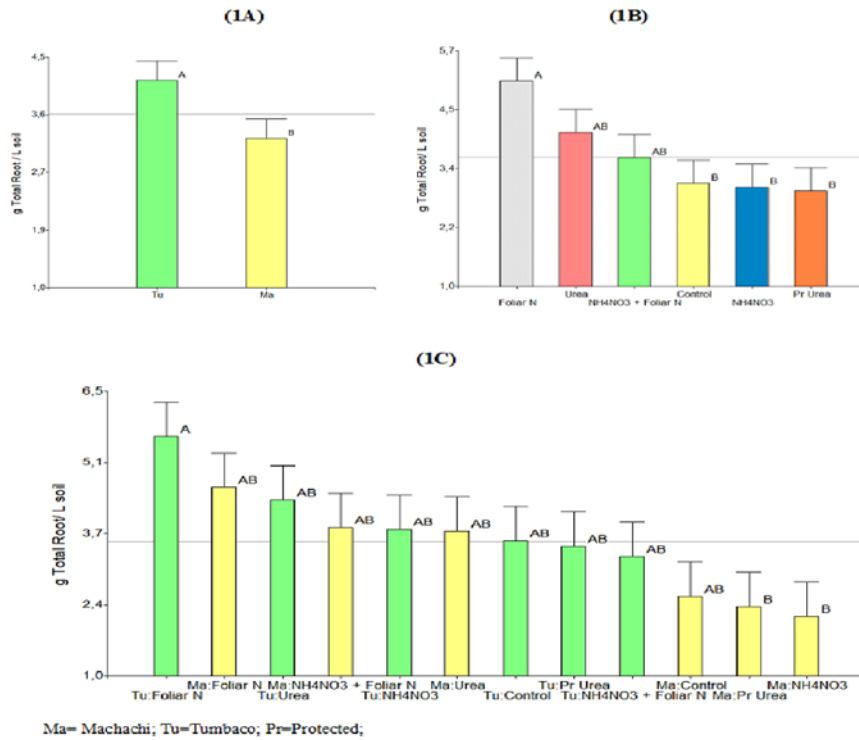 (1A)
4,5
3,6
2,7
1,9
1,0
g Total Root/ L soil
A
B
Tu
Ma
(1B)
5,7
4,5
3,4
2,2
1,0
g Total Root/ L soil
A
AB
AB
B
B
B
Foliar N
Urea
NH4NO3 + Foliar N
Control
NH4NO3
Pr Urea
(1C)
6,5
5,1
3,7
2,4
1,0
g Total Root/ L soil
A
AB
AB
AB
AB
AB
AB
AB
AB
AB
B
B
Tu:Foliar N
Ma:Foliar N
Tu:Urea
Ma:NH4NO3 + Foliar N
Tu:NH4NO3
Ma:Urea
Tu:Control
Tu:Pr Urea
Tu:NH4NO3 + Foliar N
Ma:Control
Ma:Pr Urea
Ma:NH4NO3
Ma= Machachi; Tu=Tumbaco; Pr=Protected;